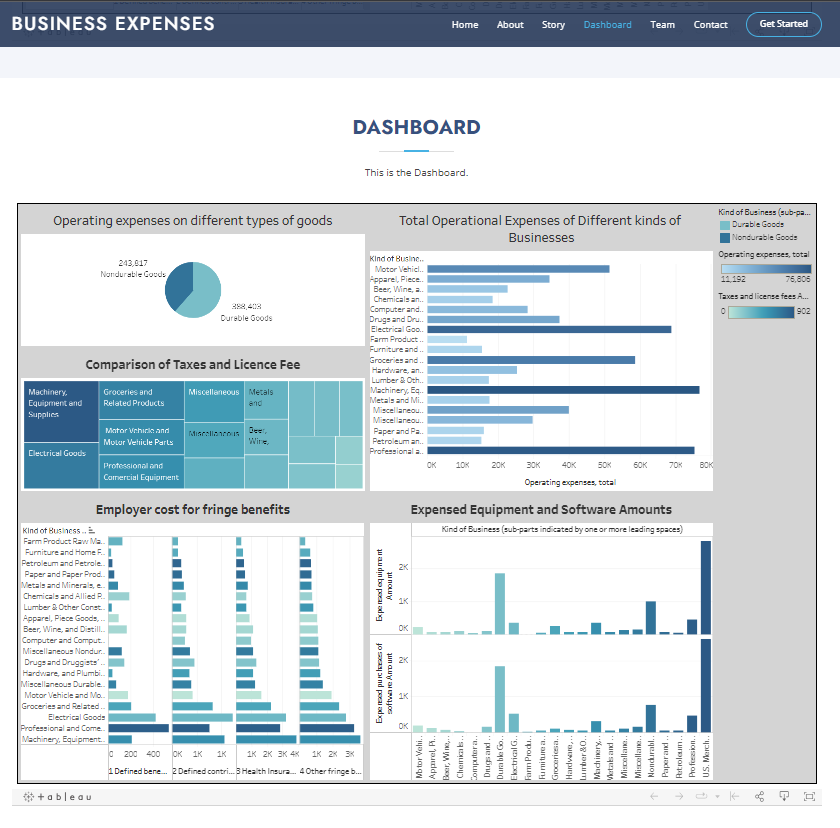 BUSINESS EXPENSES
Home About Story Dashboard Team Contact Get Started
DASHBOARD
This is the Dashboard.
Operating expenses on different types of goods
243,817
Nondurable Goods
388,403
Durable Goods
Total Operational Expenses of Different kinds of
Businesses
Kind of Busine..
Motor Vehicl..
Apparel, Piece..
Beer, Wine, a..
Chemicals an..
Computer and..
Drugs and Dru..
Electrical Goo..
Farm Product ..
Furniture and..
Groceries and..
Hardware, an..
Lumber & Oth..
Machinery, Eq..
Metals and Mi..
Miscellaneou..
Miscellaneou..
Paper and Pa..
Petroleum an..
Professional a..
0K 10K 20K 30K 40K 50K 60K 70K 80K
Operating expenses, total
Kind of Business (sub-pa...
Durable Goods
Nondurable Goods
Operating expenses, total
11,192 76,806
Taxes and license fees A...
0 902
Comparison of Taxes and Licence Fee
Machinery,
Equipment and
Supplies
Electrical Goods
Groceries and
Related Products
Motor Vehicle and
Motor Vehicle Parts
Professional and
Comercial Equipment
Miscellaneous
Miscellaneous
Metals
and
Beer,
Wine,
Employer cost for fringe benefits
Kind of Business ..
Farm Product Raw Ma..
Furniture and Home F..
Petroleum and Petrole..
Paper and Paper Prod..
Metals and Minerals, e..
Chemicals and Allied P..
Lumber & Other Const..
Apparel, Piece Goods, ..
Beer, Wine, and Distill..
Computer and Comput..
Miscellaneous Nondur..
Drugs and Druggists' ..
Hardware, and Plumbi..
Miscellaneous Durable..
Motor Vehicle and Mo..
Groceries and Related ..
Electrical Goods
Professional and Come..
Machinery, Equipment..
0 200 400
0K 1K 1K
1K 2K 3K 4K
1K 2K 3K
1 Defined bene...
2 Defined contri...
3 Health Insura...
4 Other fringe b...
Expensed Equipment and Software Amounts
Kind of Business (sub-parts indicated by one or more leading spaces)
Expensed equipment
Amount
2K
1K
0K
Expensed purchases of
software Amount
2K
1K
0K
Motor Vehi..
Apparel, Pi..
Beer, Wine,..
Chemicals ..
Computer a..
Drugs and ..
Durable Go..
Electrical G..
Farm Produ..
Furniture a..
Groceries a..
Hardware, ..
Lumber & O..
Machinery, ..
Metals and ..
Miscellane..
Miscellane..
Nondurabl..
Paper and ..
Petroleum ..
Profession..
U.S. Merch..
+ableau